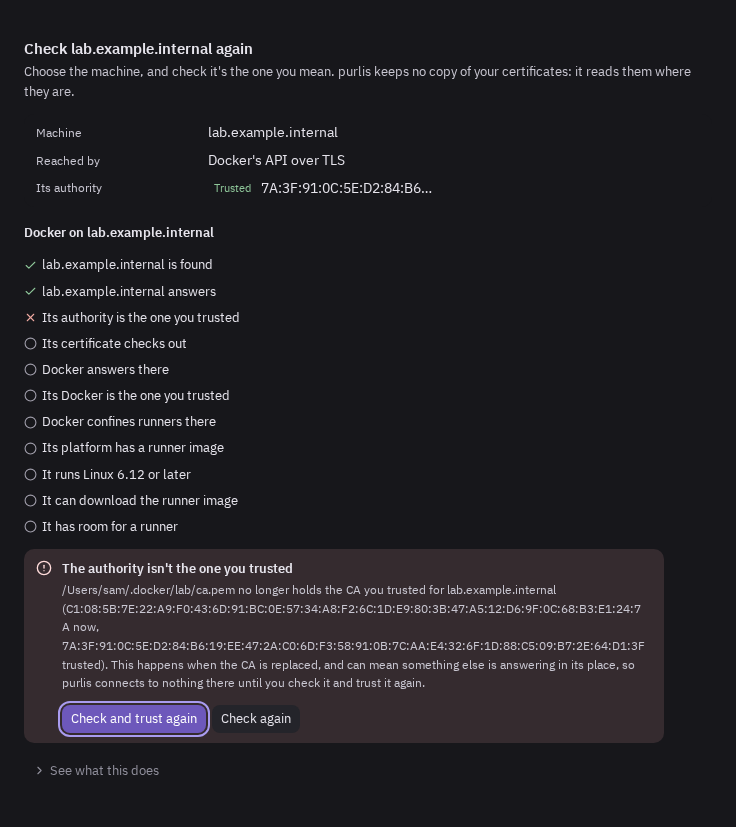 Check lab.example.internal again
Choose the machine, and check it's the one you mean. purlis keeps no copy of your certificates: it reads them where
they are.
Machine lab.example.internal
Reached by Docker's API over TLS
Its authority Trusted 7A:3F:91:0C:5E:D2:84:B6…
Docker on lab.example.internal
lab.example.internal is found
lab.example.internal answers
Its authority is the one you trusted
Its certificate checks out
Docker answers there
Its Docker is the one you trusted
Docker confines runners there
Its platform has a runner image
It runs Linux 6.12 or later
It can download the runner image
It has room for a runner
The authority isn't the one you trusted
/Users/sam/.docker/lab/ca.pem no longer holds the CA you trusted for lab.example.internal
(C1:08:5B:7E:22:A9:F0:43:6D:91:BC:0E:57:34:A8:F2:6C:1D:E9:80:3B:47:A5:12:D6:9F:0C:68:B3:E1:24:7
A now,
7A:3F:91:0C:5E:D2:84:B6:19:EE:47:2A:C0:6D:F3:58:91:0B:7C:AA:E4:32:6F:1D:88:C5:09:B7:2E:64:D1:3F
trusted). This happens when the CA is replaced, and can mean something else is answering in its place, so
purlis connects to nothing there until you check it and trust it again.
Check and trust again Check again
See what this does